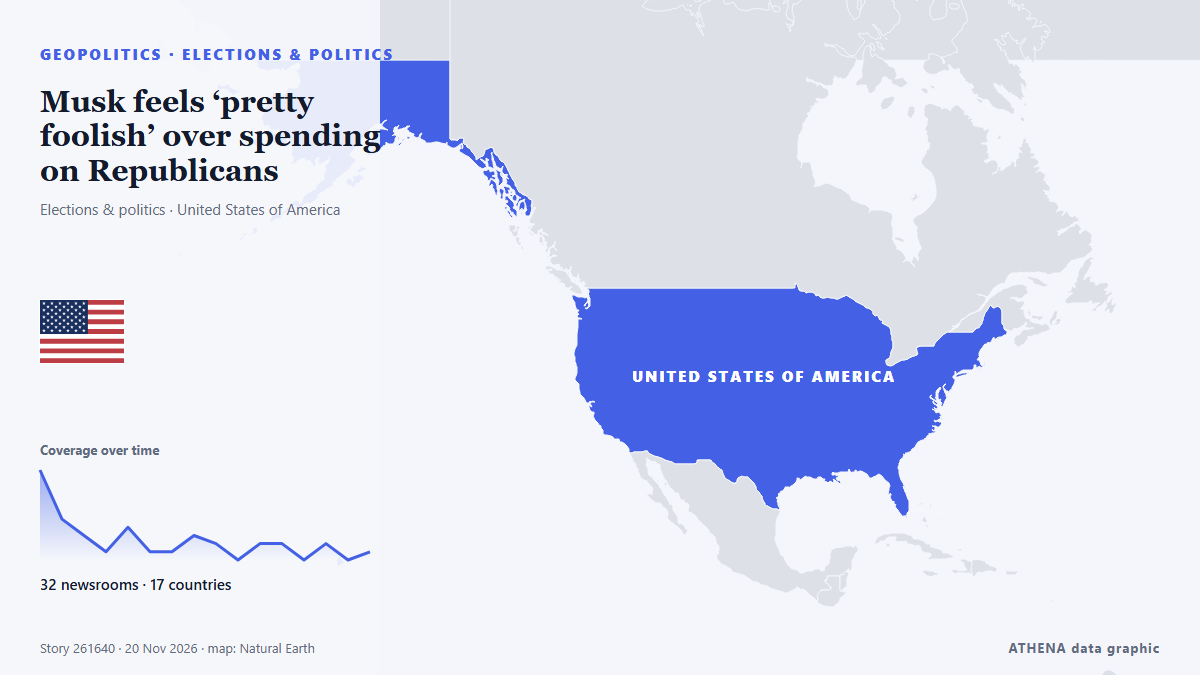 GEOPOLITICS · ELECTIONS & POLITICS
Musk feels ‘pretty
foolish’ over spending
on Republicans
Elections & politics · United States of America
UNITED STATES OF AMERICA
Coverage over time
32 newsrooms · 17 countries
Story 261640 · 20 Nov 2026 · map: Natural Earth
ATHENA data graphic